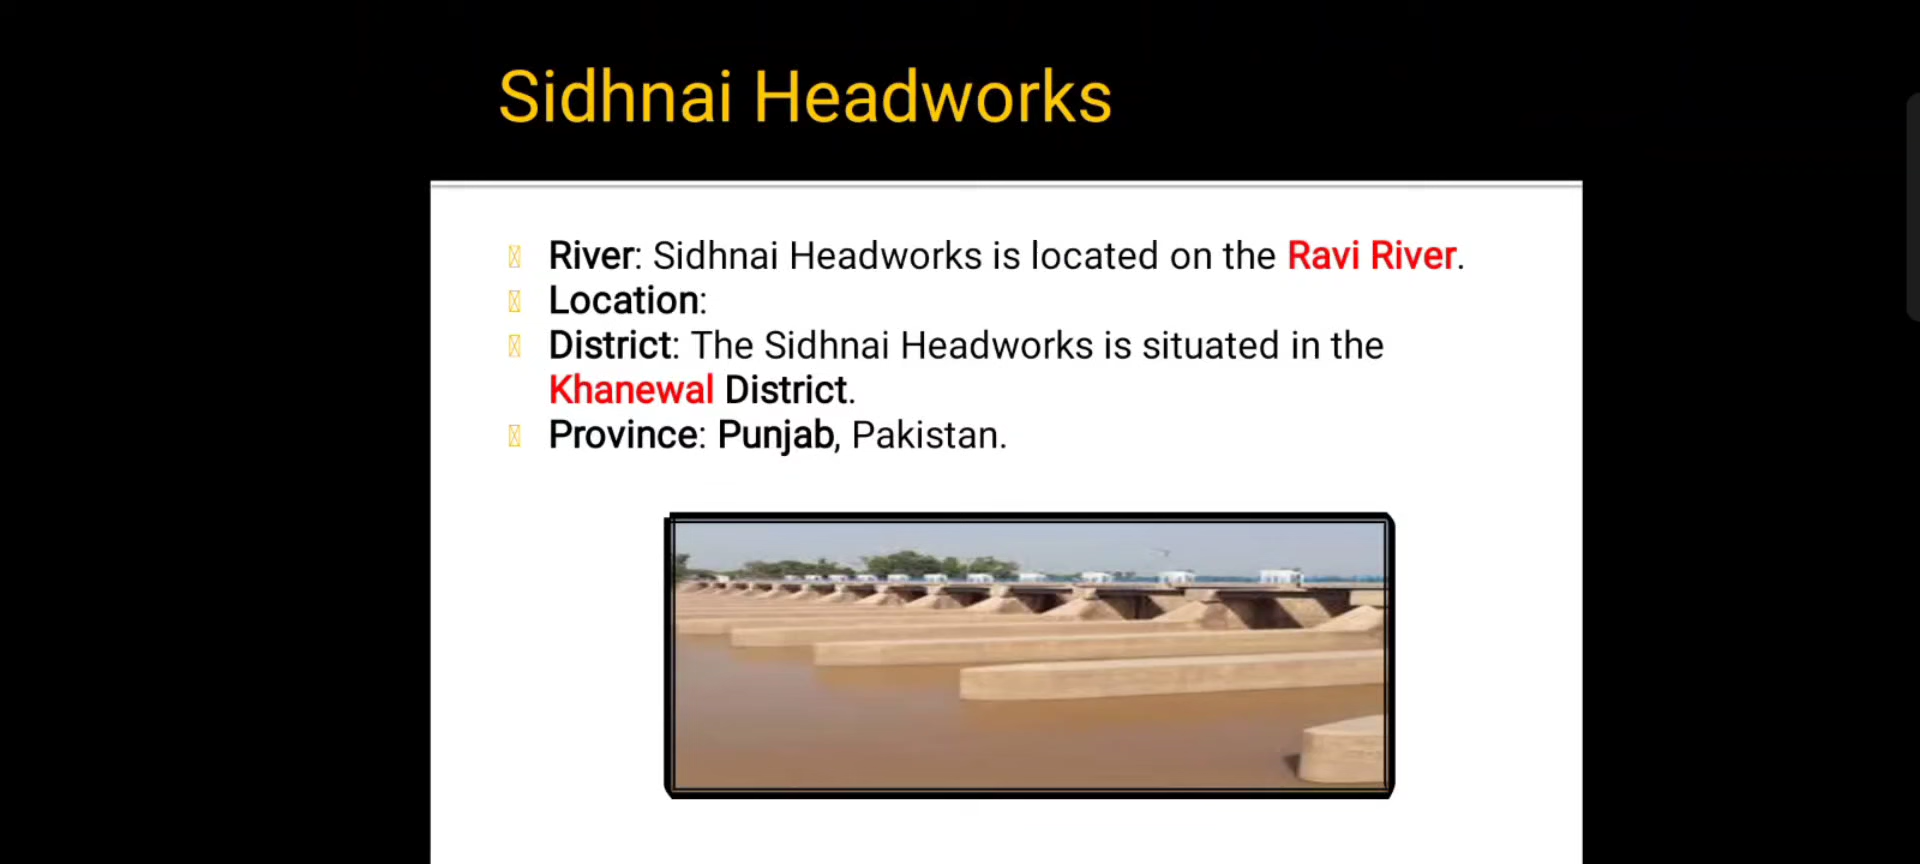 Sidhnai Headworks
River: Sidhnai Headworks is located on the Ravi River.
Location:
District: The Sidhnai Headworks is situated in the
Khanewal District.
Province: Punjab, Pakistan.